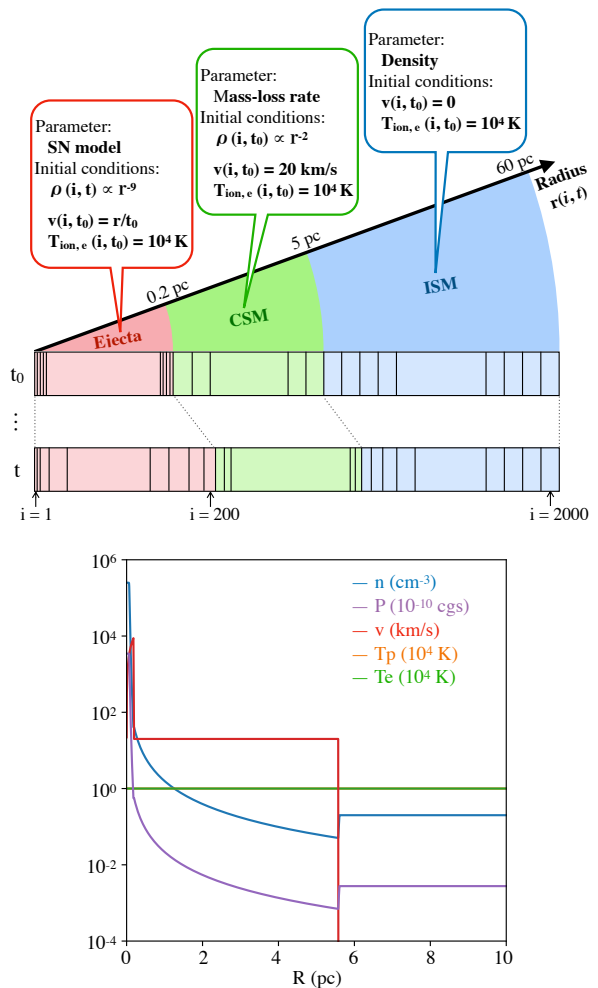 Parameter:
Density
Initial conditions:
v(i, t₀) = 0
Tᵢₒₙ, ₑ (i, t₀) = 10⁴ K
Parameter:
Mass-loss rate
Initial conditions:
ρ (i, t₀) ∝ r⁻²
v(i, t₀) = 20 km/s
Tᵢₒₙ, ₑ (i, t₀) = 10⁴ K
Parameter:
SN model
Initial conditions:
ρ (i, t) ∝ r⁻⁹
v(i, t₀) = r/t₀
Tᵢₒₙ, ₑ (i, t₀) = 10⁴ K
0.2 pc
5 pc
60 pc
Radius
r(i, t)
Ejecta
CSM
ISM
t₀
...
t
i = 1
i = 200
i = 2000
10⁶
10⁴
10²
10⁰
10⁻²
10⁻⁴
n (cm⁻³)
P (10⁻¹⁰ cgs)
v (km/s)
Tp (10⁴ K)
Te (10⁴ K)
0
2
4
6
8
10
R (pc)